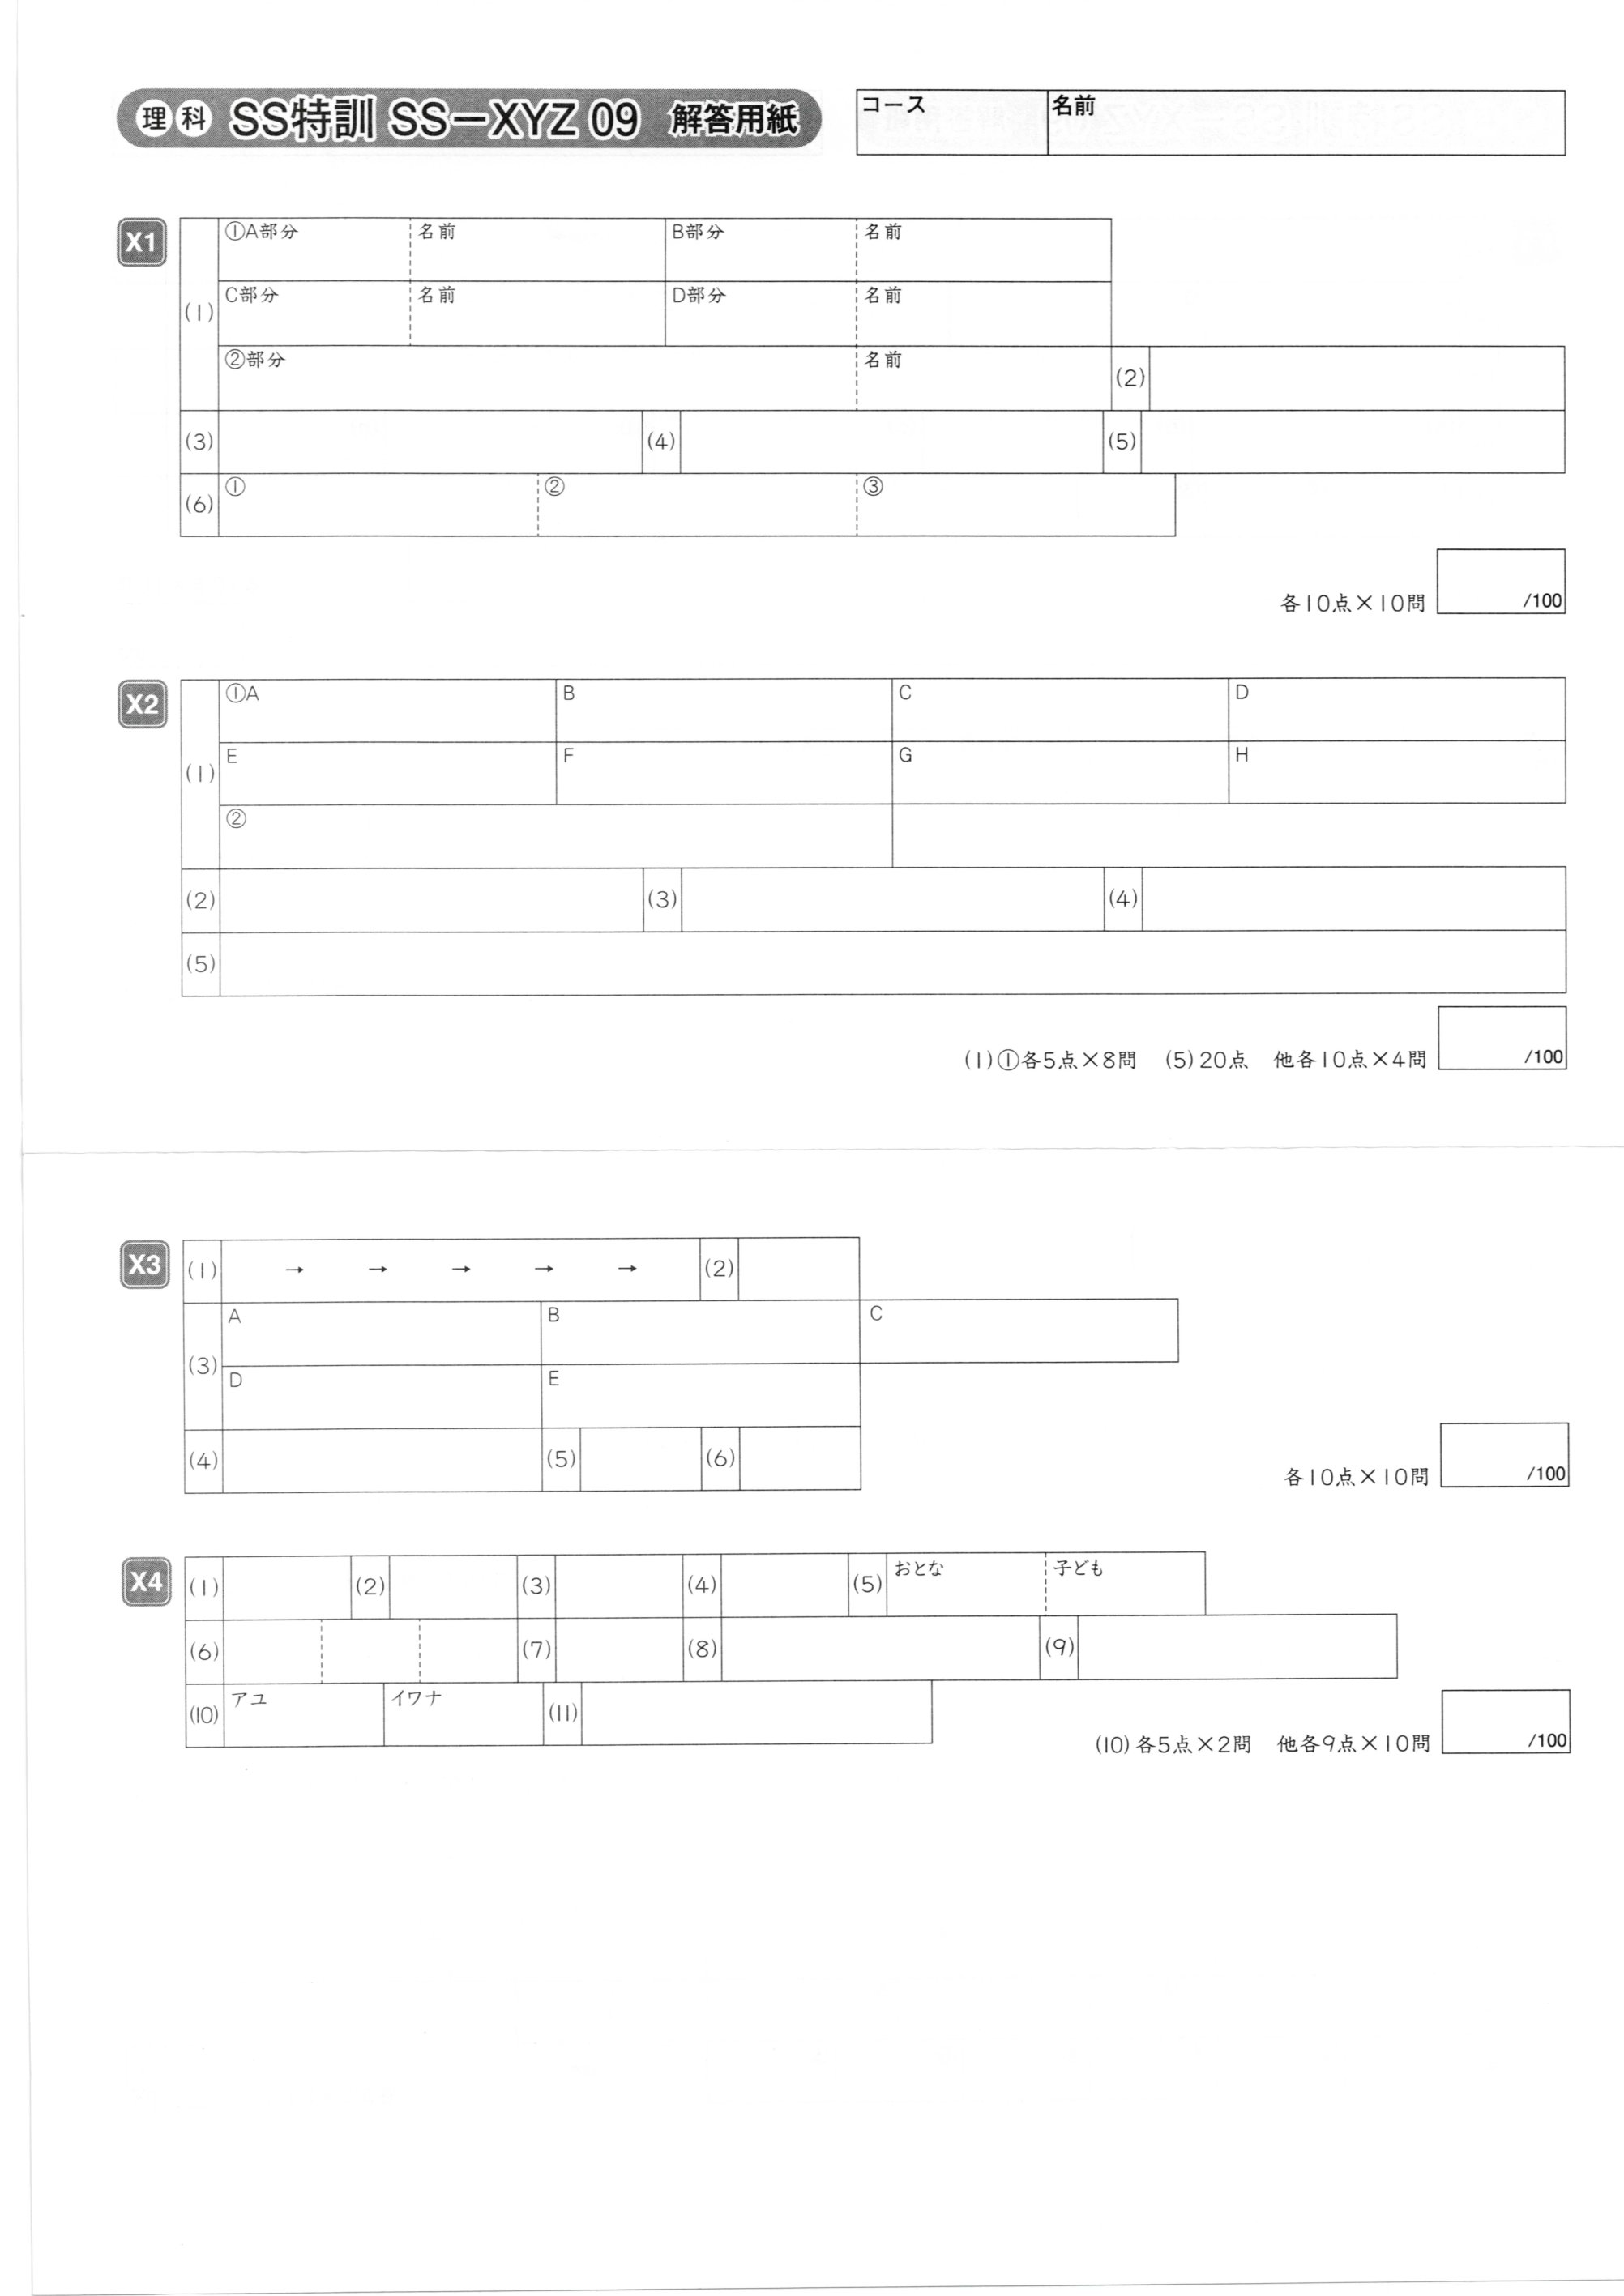 理科 SS特訓 SS－XYZ 09 解答用紙
コース 名前
X1
(1) ①A部分 名前 B部分 名前
C部分 名前 D部分 名前
②部分 名前 (2)
(3) (4) (5)
(6) ① ② ③
各10点×10問 /100
X2
(1) ①A B C D
E F G H
②
(2) (3) (4)
(5)
(1)①各5点×8問 (5)20点 他各10点×4問 /100
X3
(1) → → → → → (2)
(3) A B C
D E
(4) (5) (6)
各10点×10問 /100
X4
(1) (2) (3) (4) (5) おとな 子ども
(6) (7) (8) (9)
(10) アユ イワナ (11)
(10)各5点×2問 他各9点×10問 /100